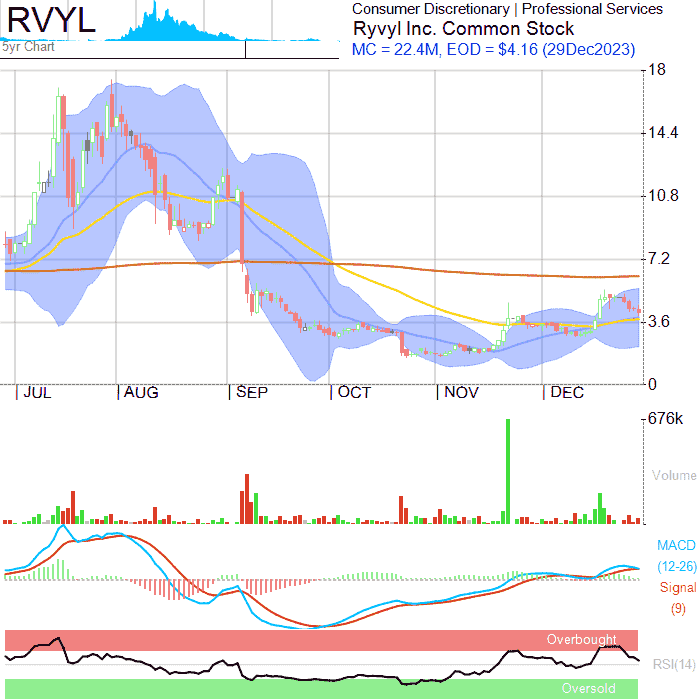 RVYL
5yr Chart
Consumer Discretionary | Professional Services
Ryvyl Inc. Common Stock
MC = 22.4M, EOD = $4.16 (29Dec2023)
18
14.4
10.8
7.2
3.6
0
JUL AUG SEP OCT NOV DEC
676k
Volume
MACD
(12-26)
Signal
(9)
Overbought
RSI(14)
Oversold